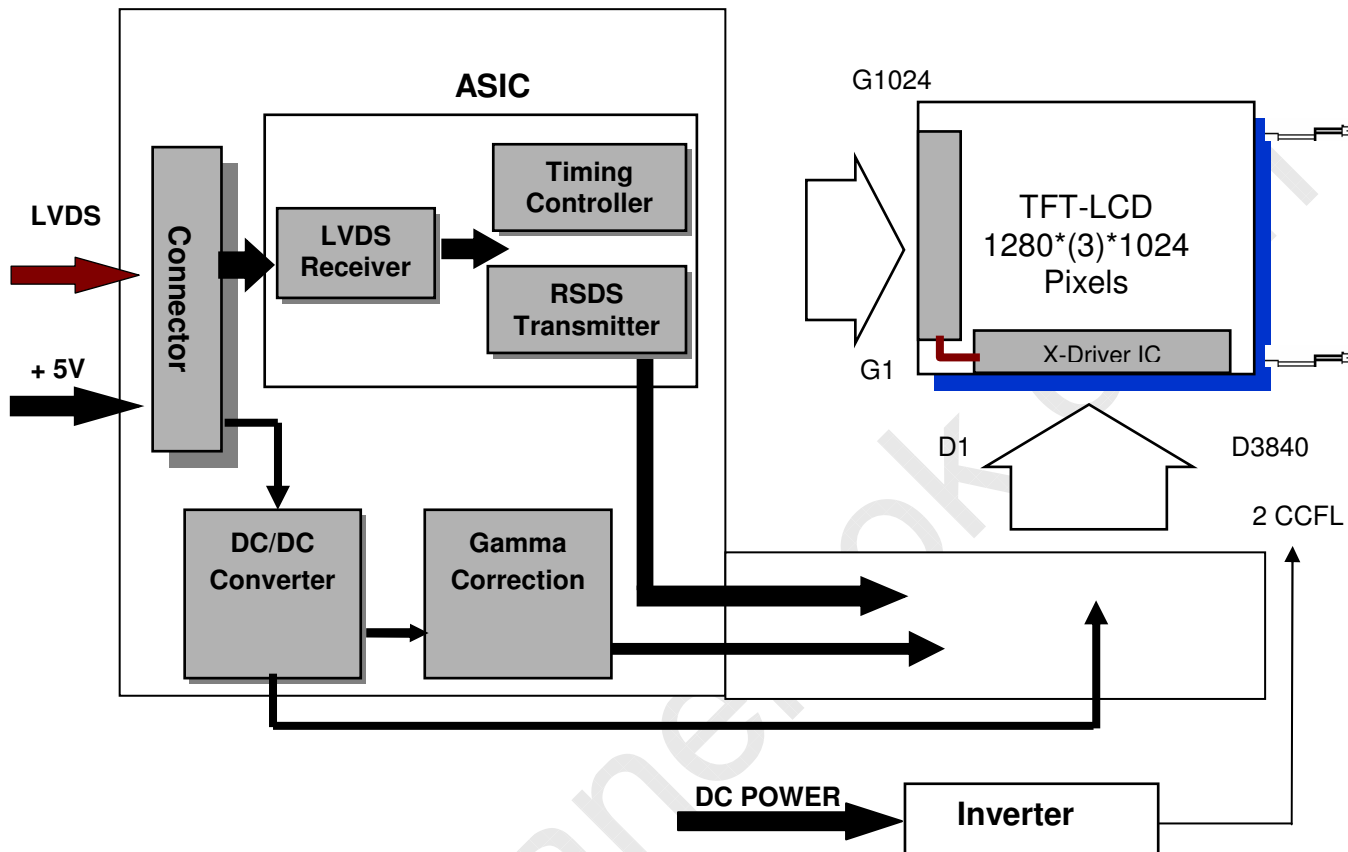 ASIC
G1024
Timing
Controller
LVDS
Connector
LVDS
Receiver
RSDS
Transmitter
TFT-LCD
1280*(3)*1024
Pixels
X-Driver IC
+ 5V
G1
D1
D3840
2 CCFL
DC/DC
Converter
Gamma
Correction
DC POWER
Inverter